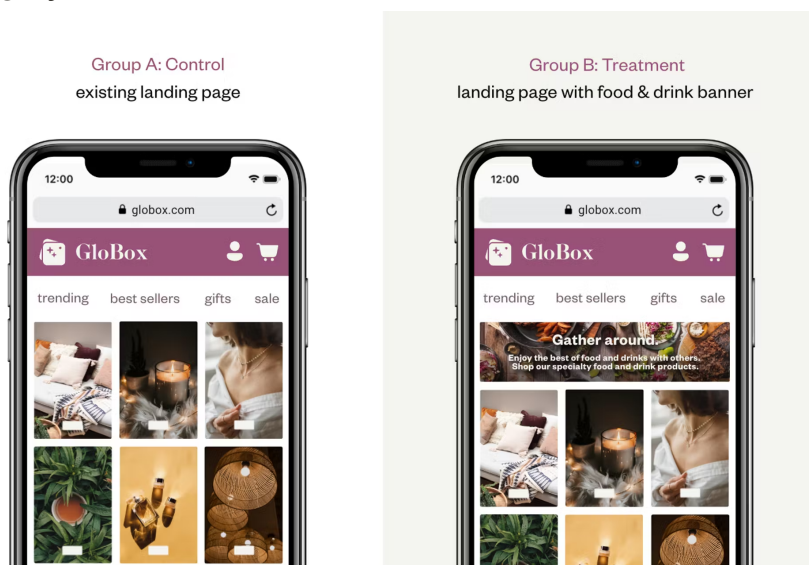 Group A: Control
existing landing page
12:00
globox.com
GloBox
trending best sellers gifts sale
Group B: Treatment
landing page with food & drink banner
12:00
globox.com
GloBox
trending best sellers gifts sale
Gather around.
Enjoy the best of food and drinks with others.
Shop our specialty food and drink products.